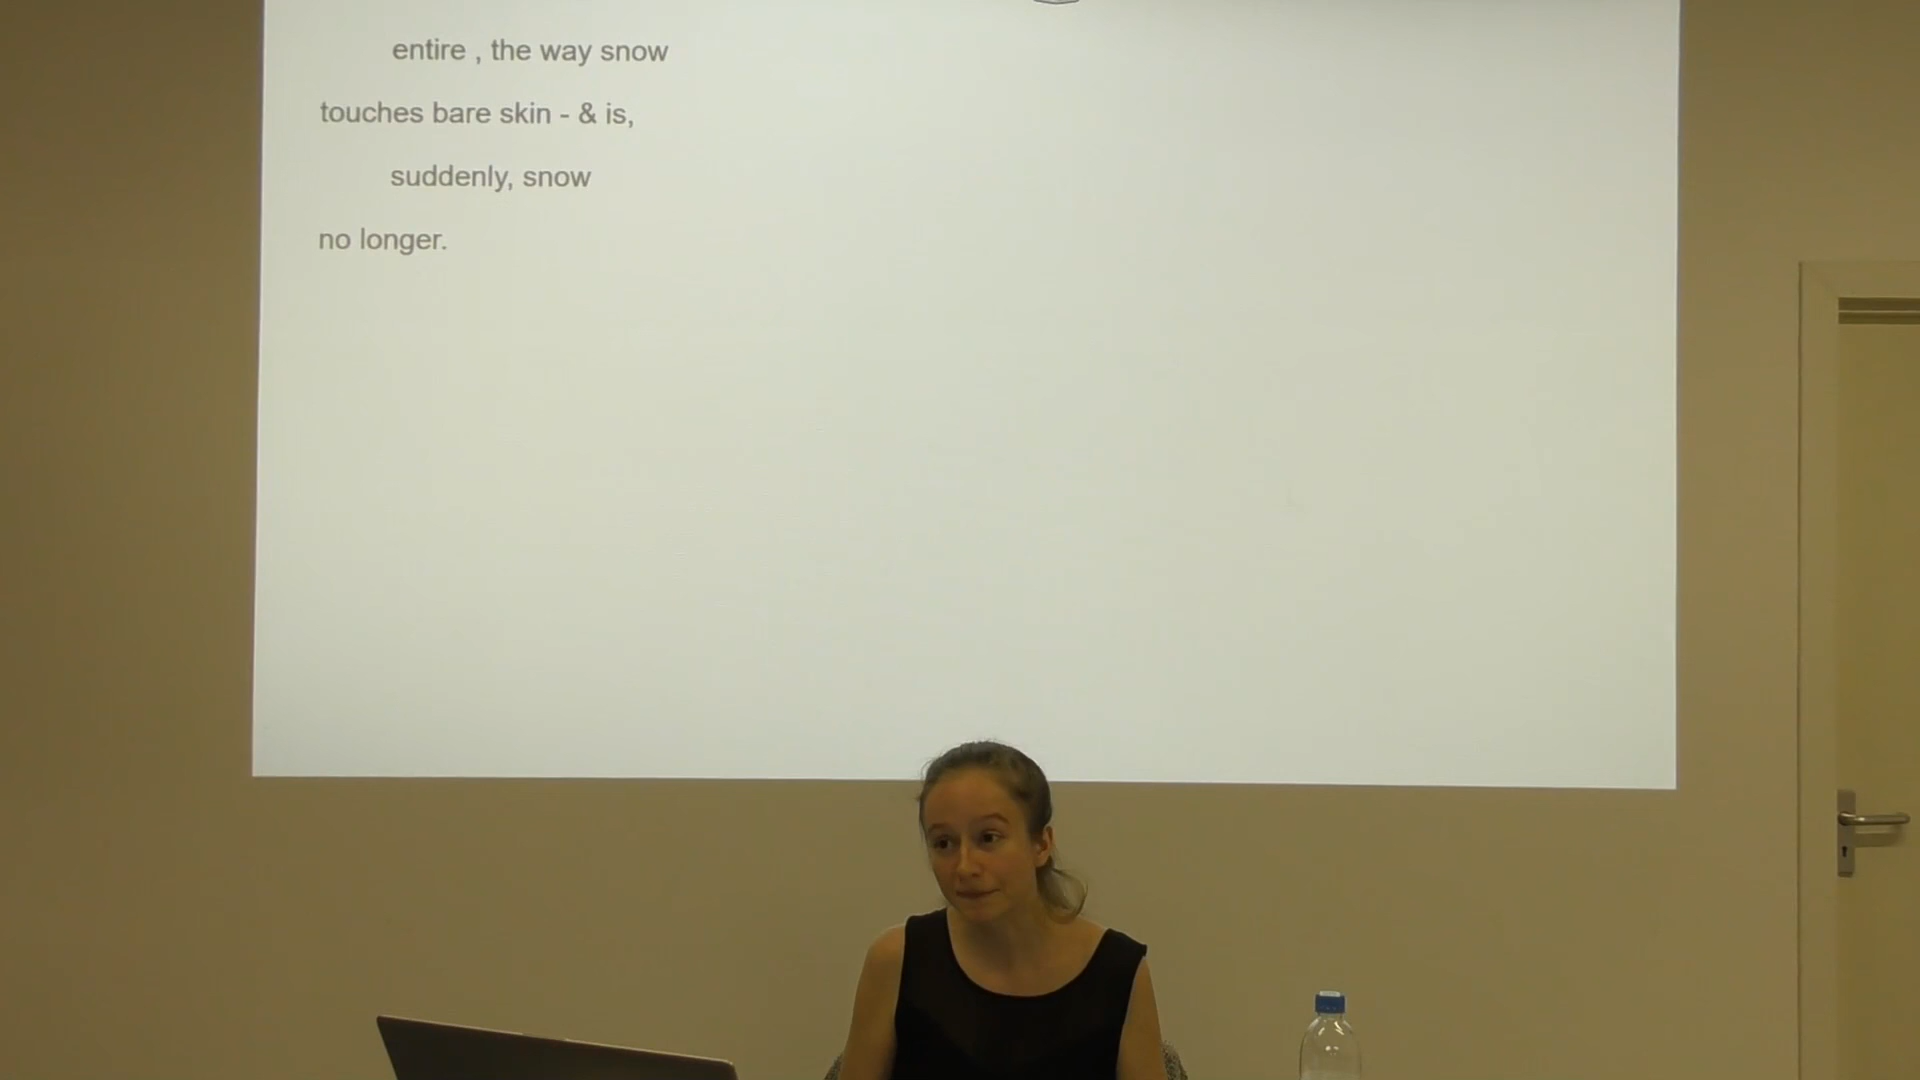 entire , the way snow
touches bare skin - & is,
suddenly, snow
no longer.